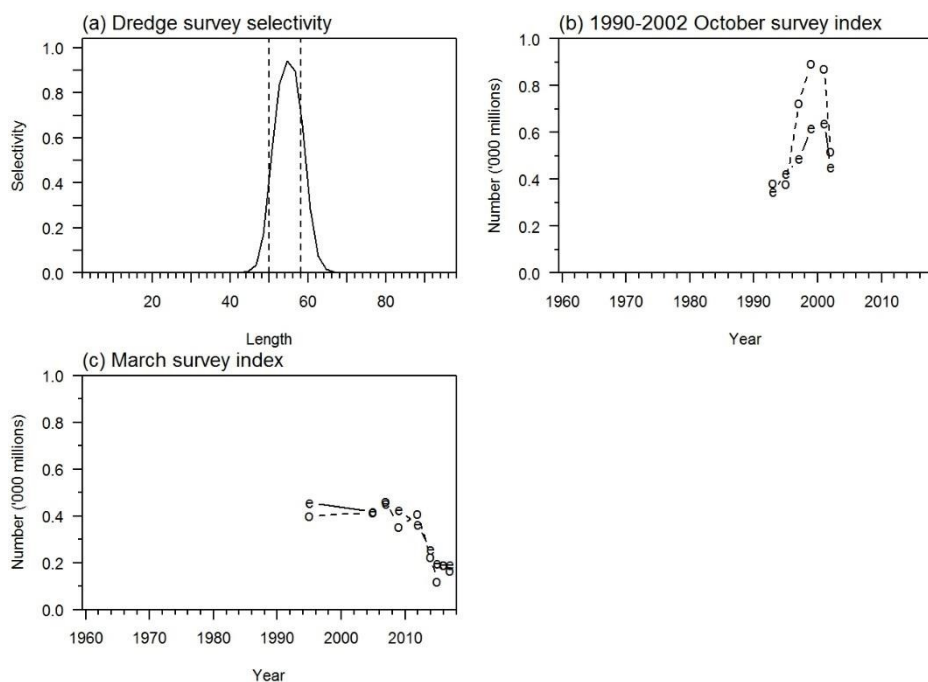 (a) Dredge survey selectivity
1.0
0.8
0.6
0.4
0.2
0.0
Selectivity
20 40 60 80
Length
(b) 1990-2002 October survey index
1.0
0.8
0.6
0.4
0.2
0.0
Number ('000 millions)
o o o o o o
e e e e e e
1960 1970 1980 1990 2000 2010
Year
(c) March survey index
1.0
0.8
0.6
0.4
0.2
0.0
Number ('000 millions)
e e e e e e e e e
o o o o o o o o o
1960 1970 1980 1990 2000 2010
Year